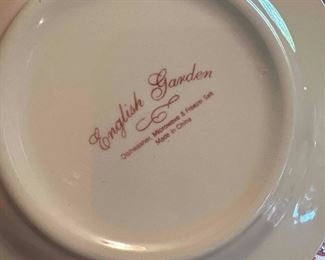 English Garden
Dishwasher, Microwave & Freezer Safe
Made in China